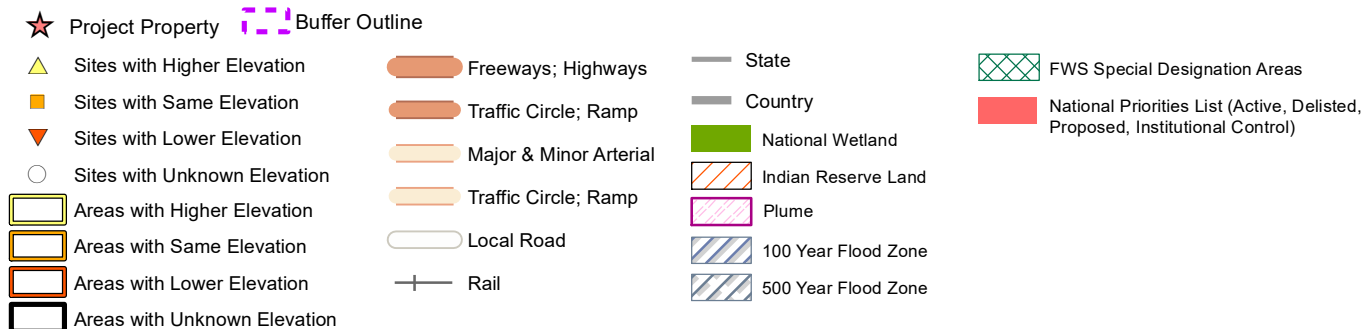 Project Property
Buffer Outline
Sites with Higher Elevation
Sites with Same Elevation
Sites with Lower Elevation
Sites with Unknown Elevation
Areas with Higher Elevation
Areas with Same Elevation
Areas with Lower Elevation
Areas with Unknown Elevation
Freeways; Highways
Traffic Circle; Ramp
Major & Minor Arterial
Traffic Circle; Ramp
Local Road
Rail
State
Country
National Wetland
Indian Reserve Land
Plume
100 Year Flood Zone
500 Year Flood Zone
FWS Special Designation Areas
National Priorities List (Active, Delisted,
Proposed, Institutional Control)